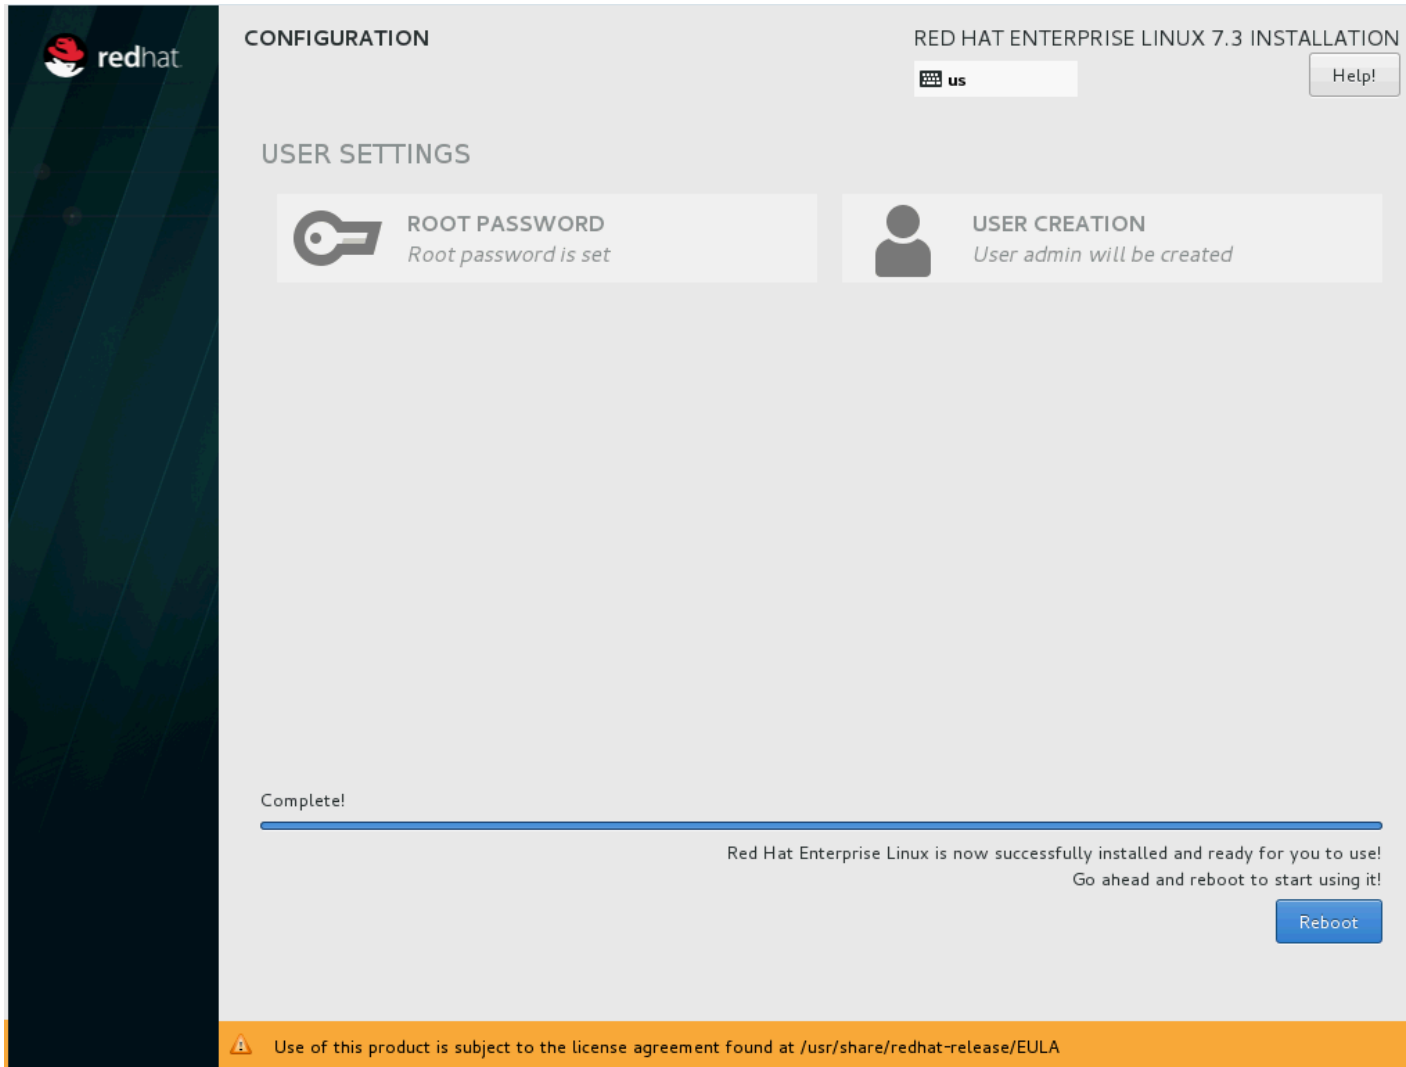 redhat
CONFIGURATION
RED HAT ENTERPRISE LINUX 7.3 INSTALLATION
us
Help!
USER SETTINGS
ROOT PASSWORD
Root password is set
USER CREATION
User admin will be created
Complete!
Red Hat Enterprise Linux is now successfully installed and ready for you to use!
Go ahead and reboot to start using it!
Reboot
Use of this product is subject to the license agreement found at /usr/share/redhat-release/EULA